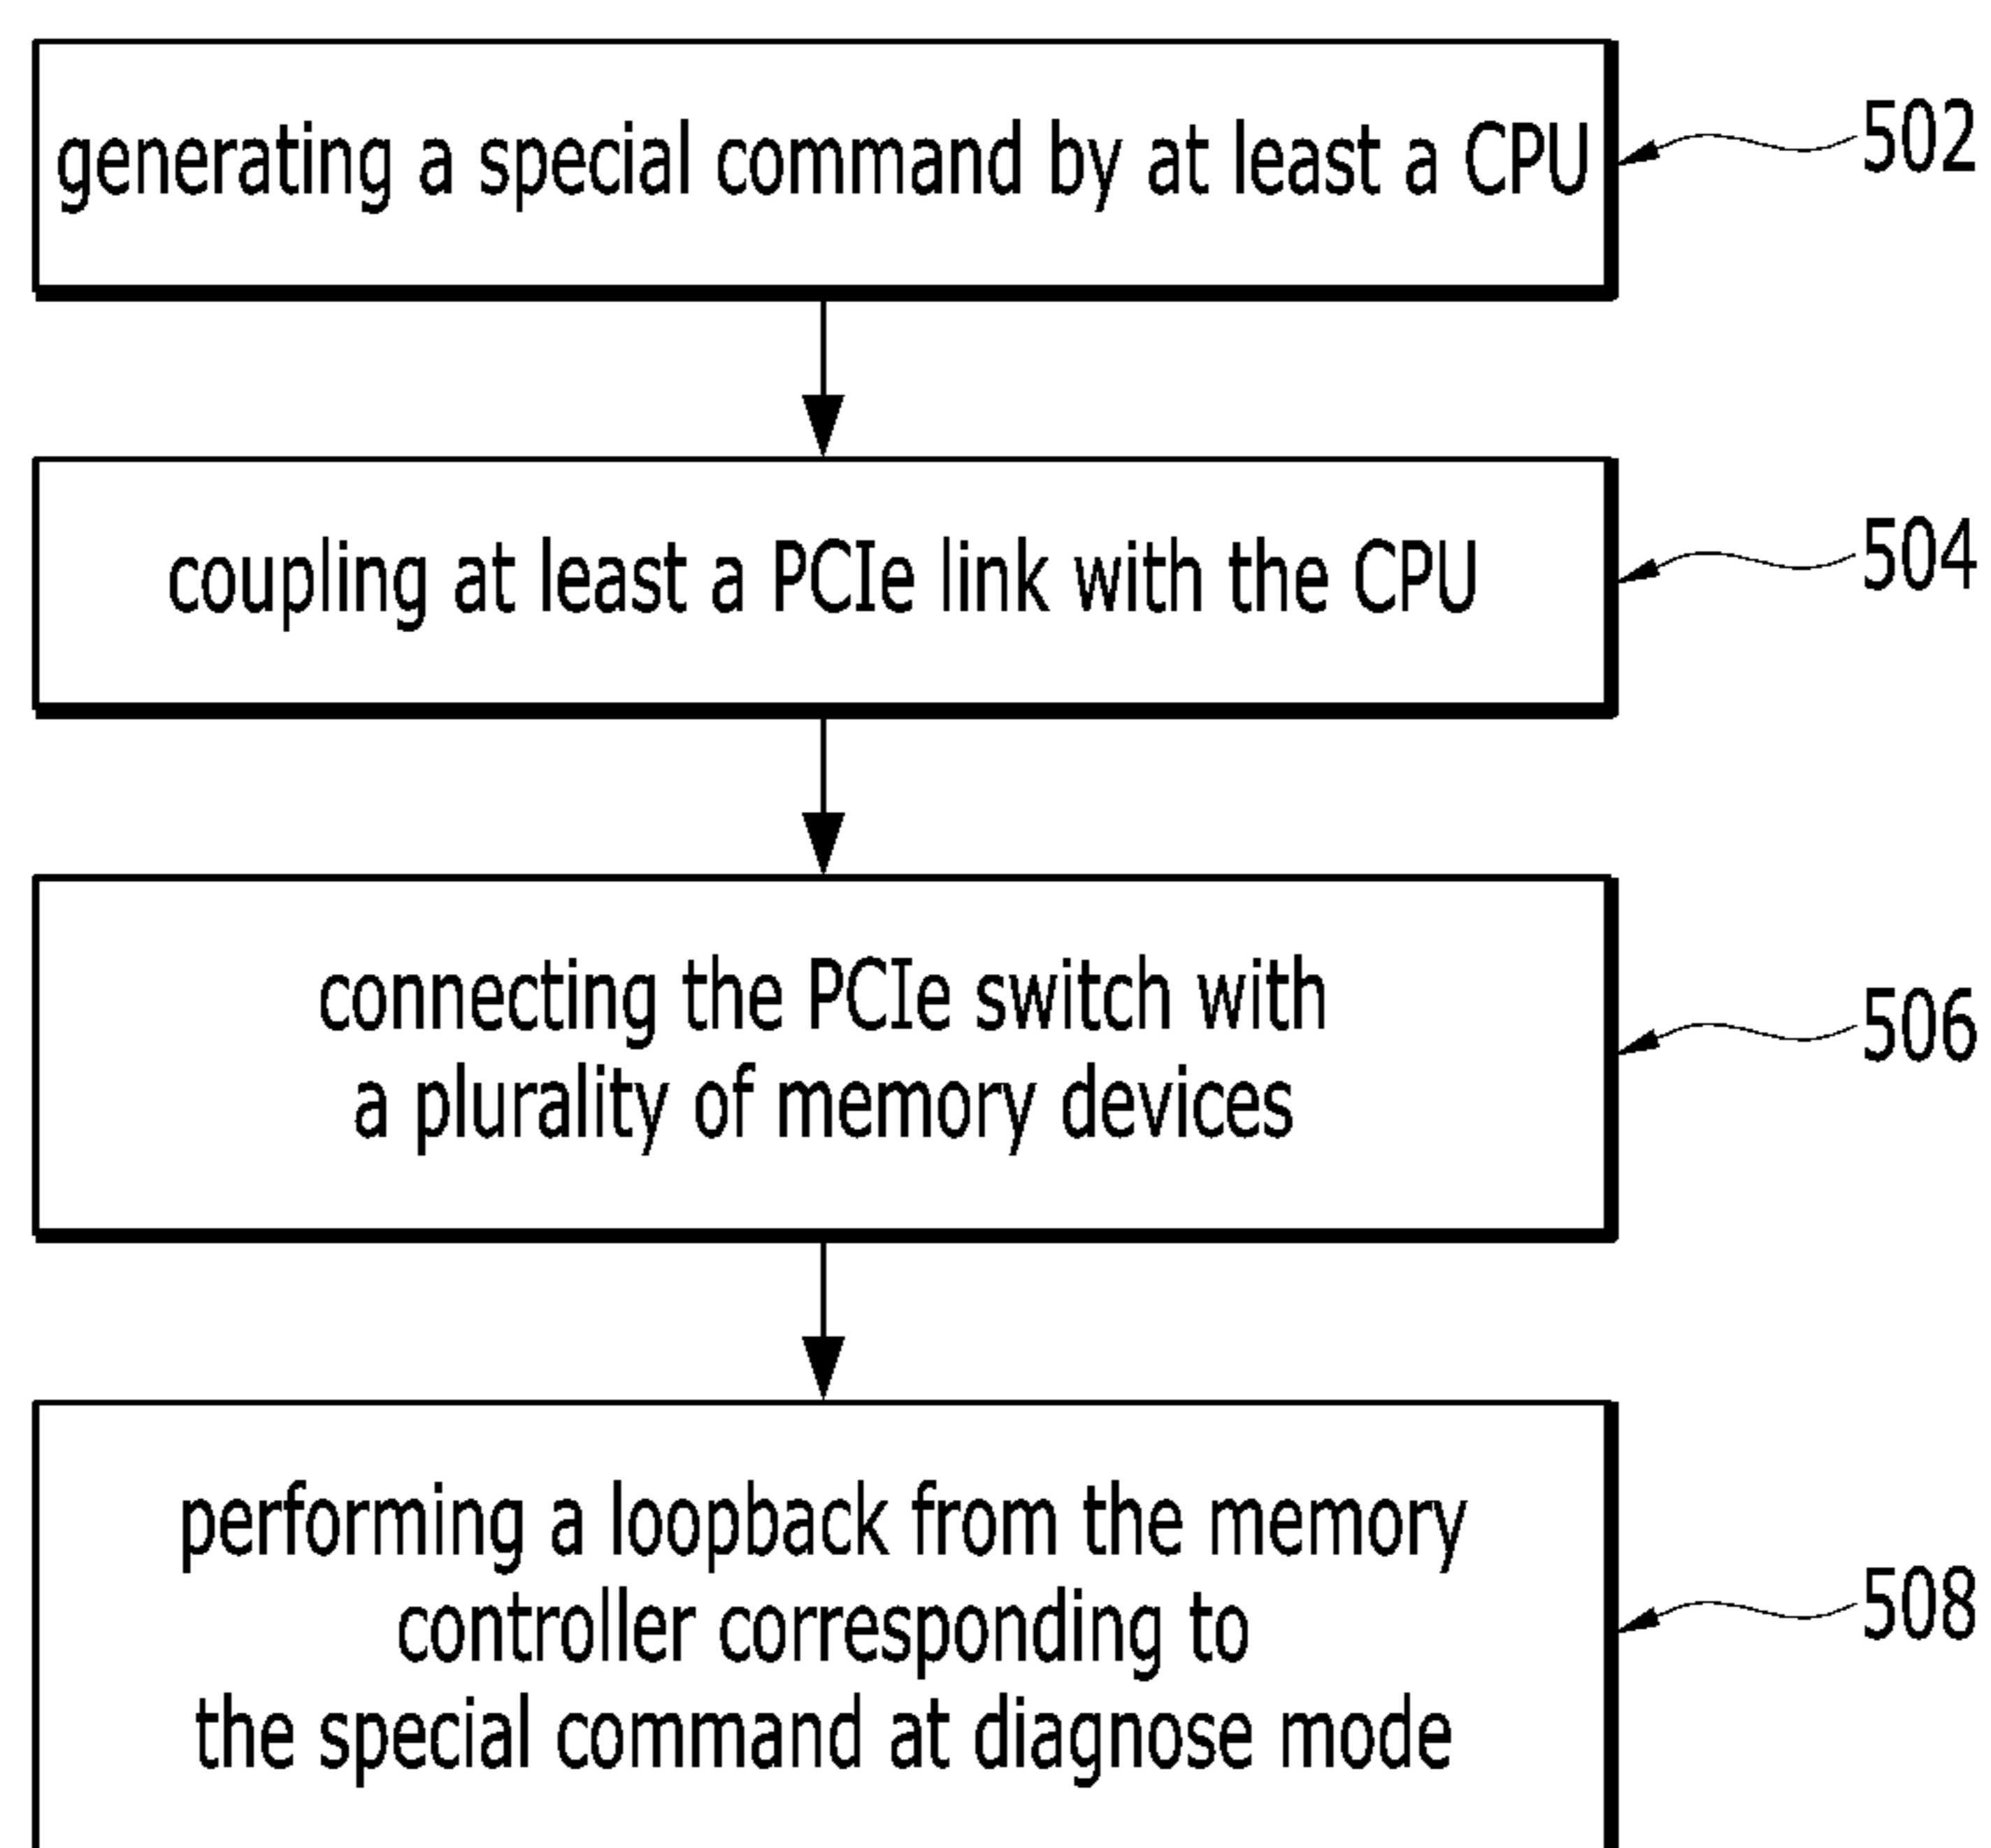 generating a special command by at least a CPU
502
coupling at least a PCIe link with the CPU
504
connecting the PCIe switch with
a plurality of memory devices
506
performing a loopback from the memory
controller corresponding to
the special command at diagnose mode
508